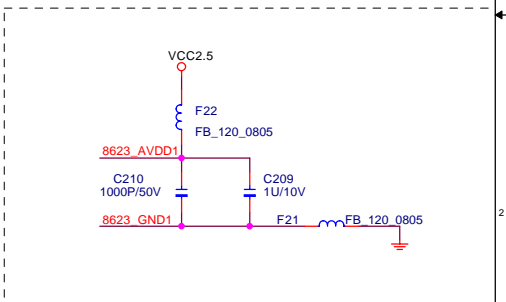 VCC2.5
F22
FB_120_0805
8623_AVDD1
C210
1000P/50V
C209
1U/10V
8623_GND1
F21
FB_120_0805
2